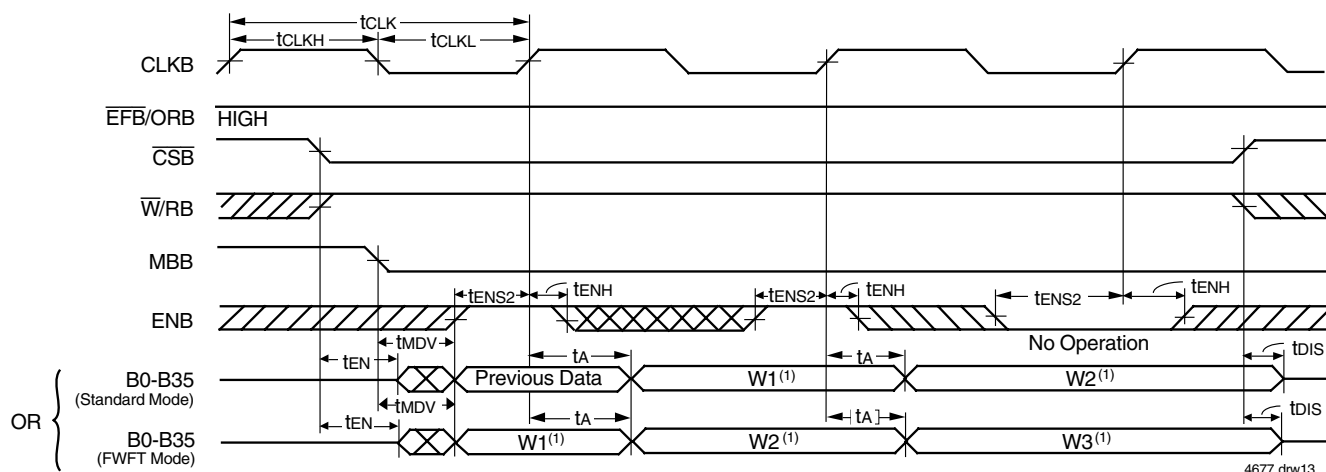 tCLK
tCLKH tCLKL
CLKB
EFB/ORB HIGH
CSB
W/RB
MBB
tENS2 tENH tENS2 tENH tENS2 tENH
ENB
tMDV No Operation
tEN tA tA tDIS
B0-B35 Previous Data W1(1) W2(1)
(Standard Mode)
OR tMDV
tEN tA tA tDIS
B0-B35 W1(1) W2(1) W3(1)
(FWFT Mode)
4677 drw13